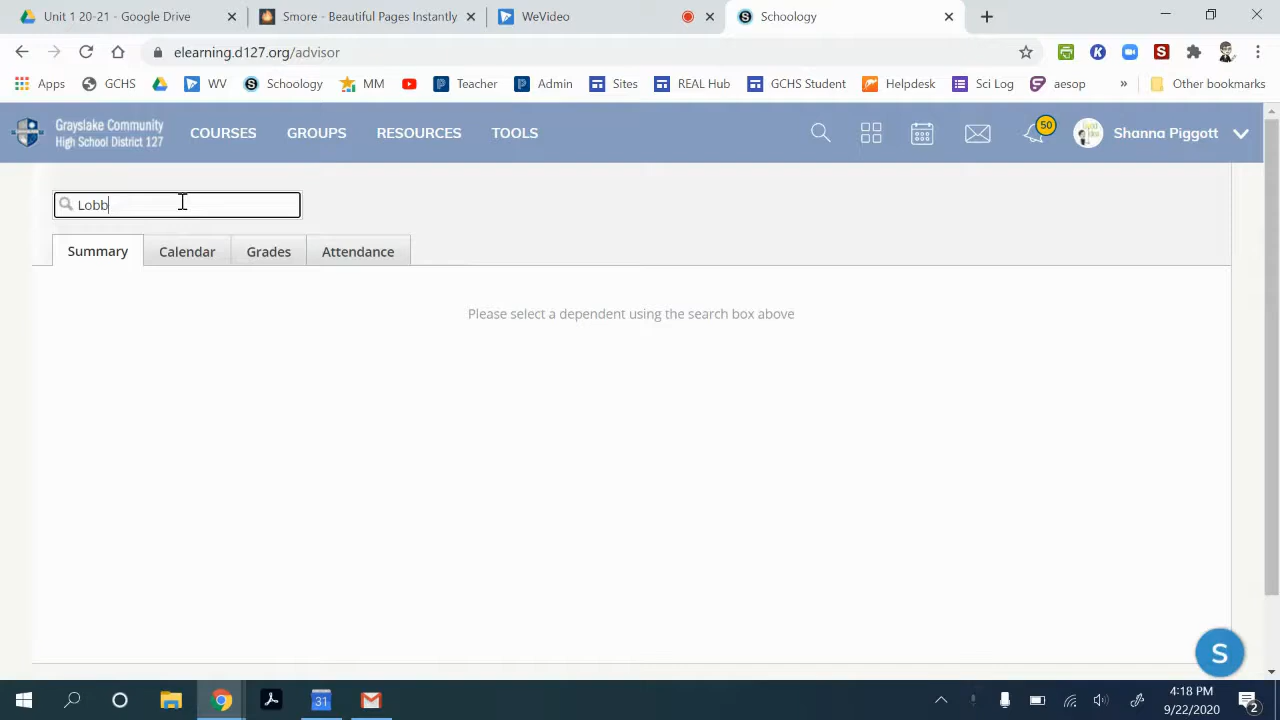 Unit 1 20-21 - Google Drive
Smore - Beautiful Pages Instantly
WeVideo
Schoology
elearning.d127.org/advisor
Apps GCHS WV Schoology MM Teacher Admin Sites REAL Hub GCHS Student Helpdesk Sci Log aesop » Other bookmarks
Grayslake Community
High School District 127
COURSES GROUPS RESOURCES TOOLS
50
Shanna Piggott
Lobb
Summary Calendar Grades Attendance
Please select a dependent using the search box above
S
31
4:18 PM
9/22/2020
2